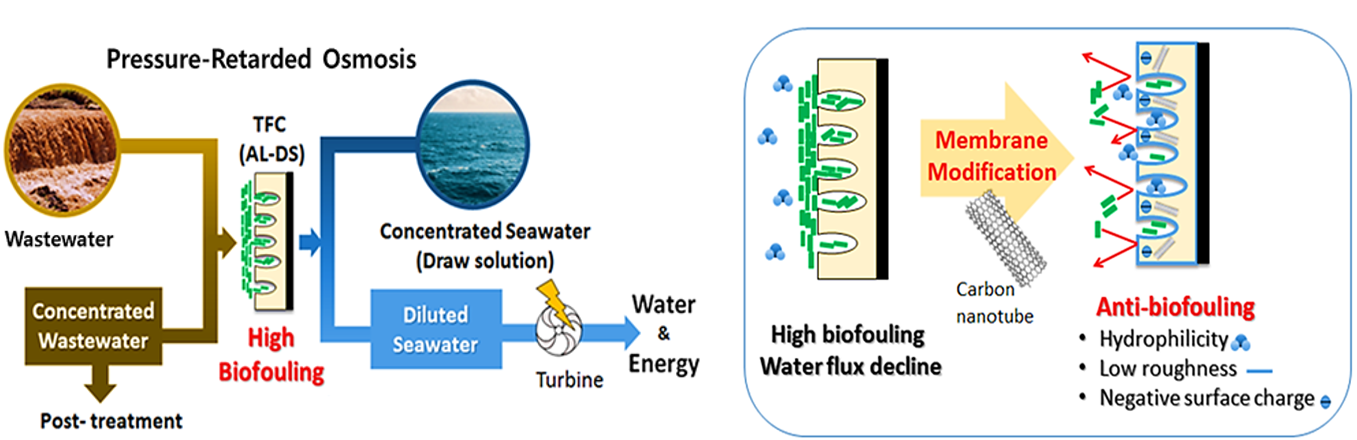 Pressure-Retarded Osmosis
Wastewater
TFC
(AL-DS)
Concentrated Seawater
(Draw solution)
Concentrated
Wastewater
High
Biofouling
Diluted
Seawater
Turbine
Water
&
Energy
Post- treatment
High biofouling
Water flux decline
Membrane
Modification
Carbon
nanotube
Anti-biofouling
• Hydrophilicity
• Low roughness
• Negative surface charge